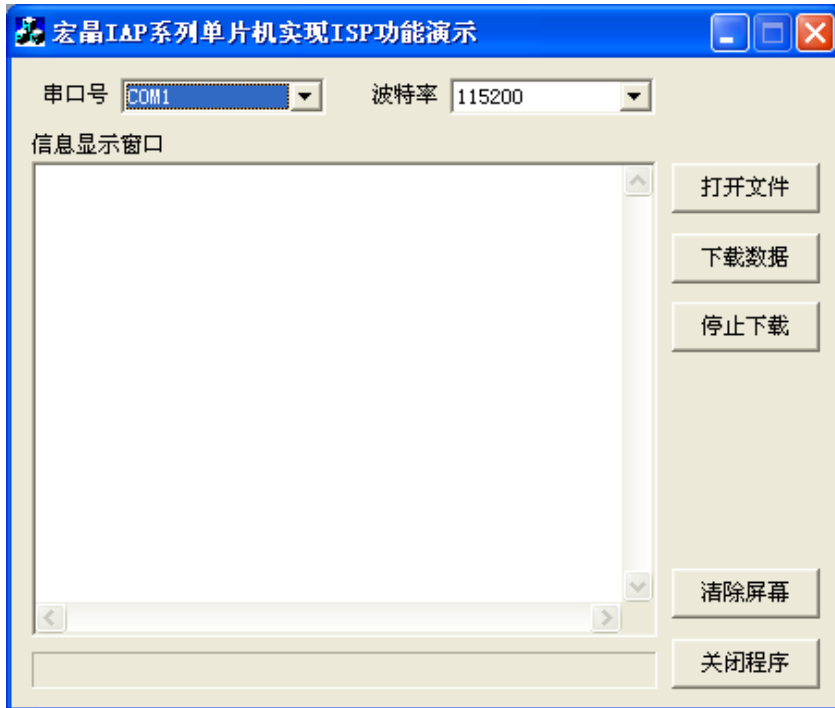 宏晶IAP系列单片机实现ISP功能演示
串口号 COM1 波特率 115200
信息显示窗口
打开文件
下载数据
停止下载
清除屏幕
关闭程序